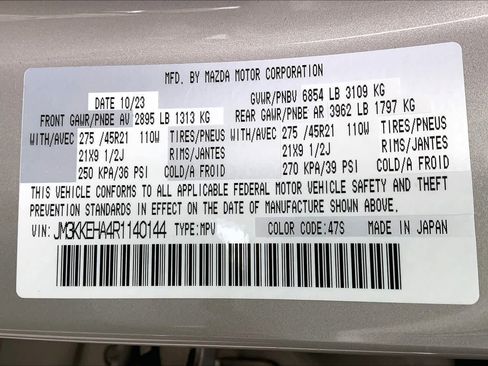 MFD. BY MAZDA MOTOR CORPORATION
DATE 10/23 GVWR/PNBV 6854 LB 3109 KG
FRONT GAWR/PNBE AV 2895 LB 1313 KG REAR GAWR/PNBE AR 3962 LB 1797 KG
WITH/AVEC 275 /45R21 110W TIRES/PNEU WITH/AVEC 275 /45R21 110W TIRES/PNEU
21X9 1/2J RIMS/JANTES 21X9 1/2J RIMS/JANTES
250 KPA/36 PSI COLD/A FROID 270 KPA/39 PSI COLD/A FROID
THIS VEHICLE CONFORMS TO ALL APPLICABLE FEDERAL MOTOR VEHICLE SAFETY AND THEFT
PREVENTION STANDARDS IN EFFECT ON THE DATE OF MANUFACTURE SHOWN ABOVE.
VIN: JM3KKEHA4R1140144 TYPE:MPV COLOR CODE:47S MADE IN JAPAN